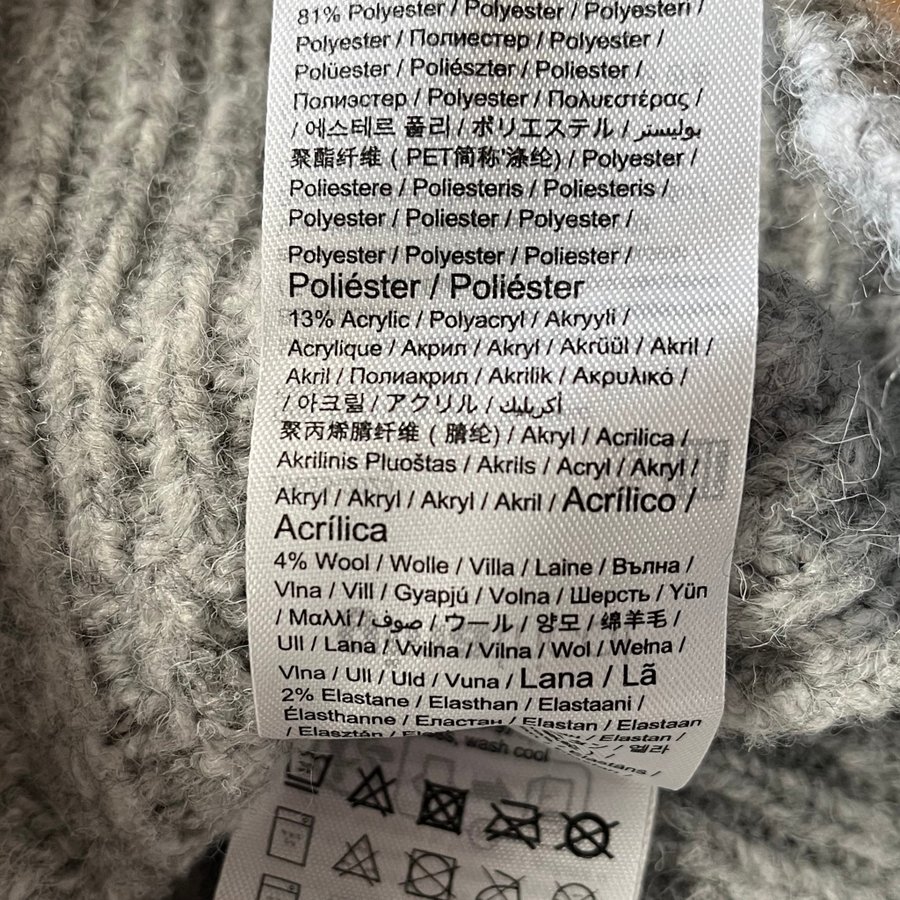 81% Polyester / Polyester / Polyesteri /
Polyester / Полиестер / Polyester /
Polüester / Poliészter / Poliester /
Полиэстер / Polyester / Πολυεστέρας /
/ 에스테르 폴리 / ポリエステル / بوليستر
聚酯纤维 ( PET简称'涤纶) / Polyester /
Poliestere / Poliesteris / Poliesteris /
Polyester / Poliester / Polyester /
Polyester / Polyester / Poliester /
Poliéster / Poliéster
13% Acrylic / Polyacryl / Akryyli /
Acrylique / Акрил / Akryl / Akrüül / Akril /
Akril / Полиакрил / Akrilik / Ακρυλικό /
/ 아크릴 / アクリル / أكريليك
聚丙烯腈纤维 ( 腈纶) / Akryl / Acrilica /
Akrilinis Pluoštas / Akrils / Acryl / Akryl /
Akryl / Akryl / Akryl / Akril / Acrílico /
Acrílica
4% Wool / Wolle / Villa / Laine / Вълна /
Vlna / Vill / Gyapjú / Volna / Шерсть / Yün
/ Μαλλί / صوف / ウール / 양모 / 绵羊毛 /
Ull / Lana / Vvilna / Vilna / Wol / Wełna /
Vlna / Ull / Uld / Vuna / Lana / Lã
2% Elastane / Elasthan / Elastaani /
Élasthanne / Еластан / Elastan / Elastaan
/ Elasztán / / Elastan /
/ 엘라
wash cool